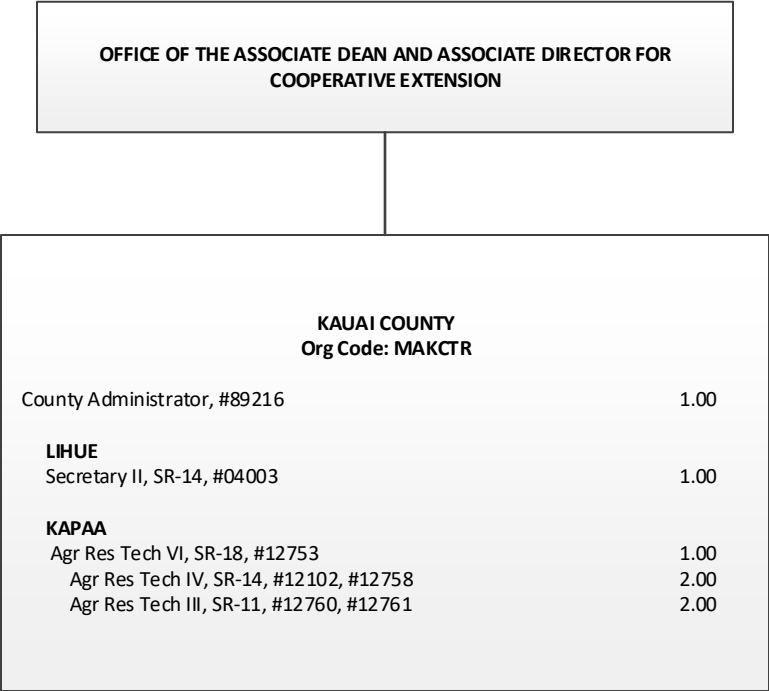 OFFICE OF THE ASSOCIATE DEAN AND ASSOCIATE DIRECTOR FOR
COOPERATIVE EXTENSION
KAUAI COUNTY
Org Code: MAKCTR
County Administrator, #89216 1.00
LIHUE
Secretary II, SR-14, #04003 1.00
KAPAA
Agr Res Tech VI, SR-18, #12753 1.00
Agr Res Tech IV, SR-14, #12102, #12758 2.00
Agr Res Tech III, SR-11, #12760, #12761 2.00